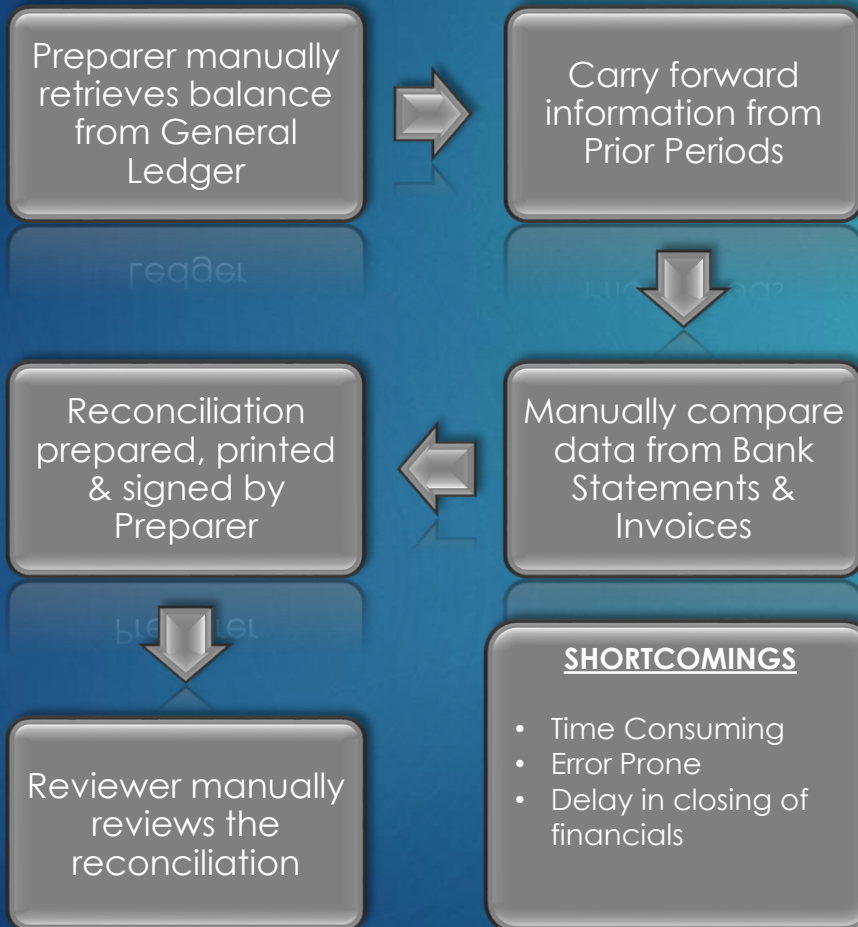 Preparer manually
retrieves balance
from General
Ledger
Carry forward
information from
Prior Periods
Manually compare
data from Bank
Statements &
Invoices
Reconciliation
prepared, printed
& signed by
Preparer
Reviewer manually
reviews the
reconciliation
SHORTCOMINGS
• Time Consuming
• Error Prone
• Delay in closing of
financials